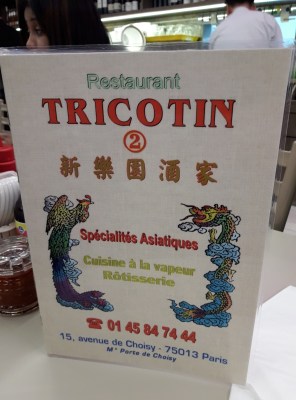 Restaurant
TRICOTIN
2
新樂園酒家
Spécialités Asiatiques
Cuisine à la vapeur
Rôtisserie
☎ 01 45 84 74 44
15, avenue de Choisy - 75013 Paris
M° Porte de Choisy